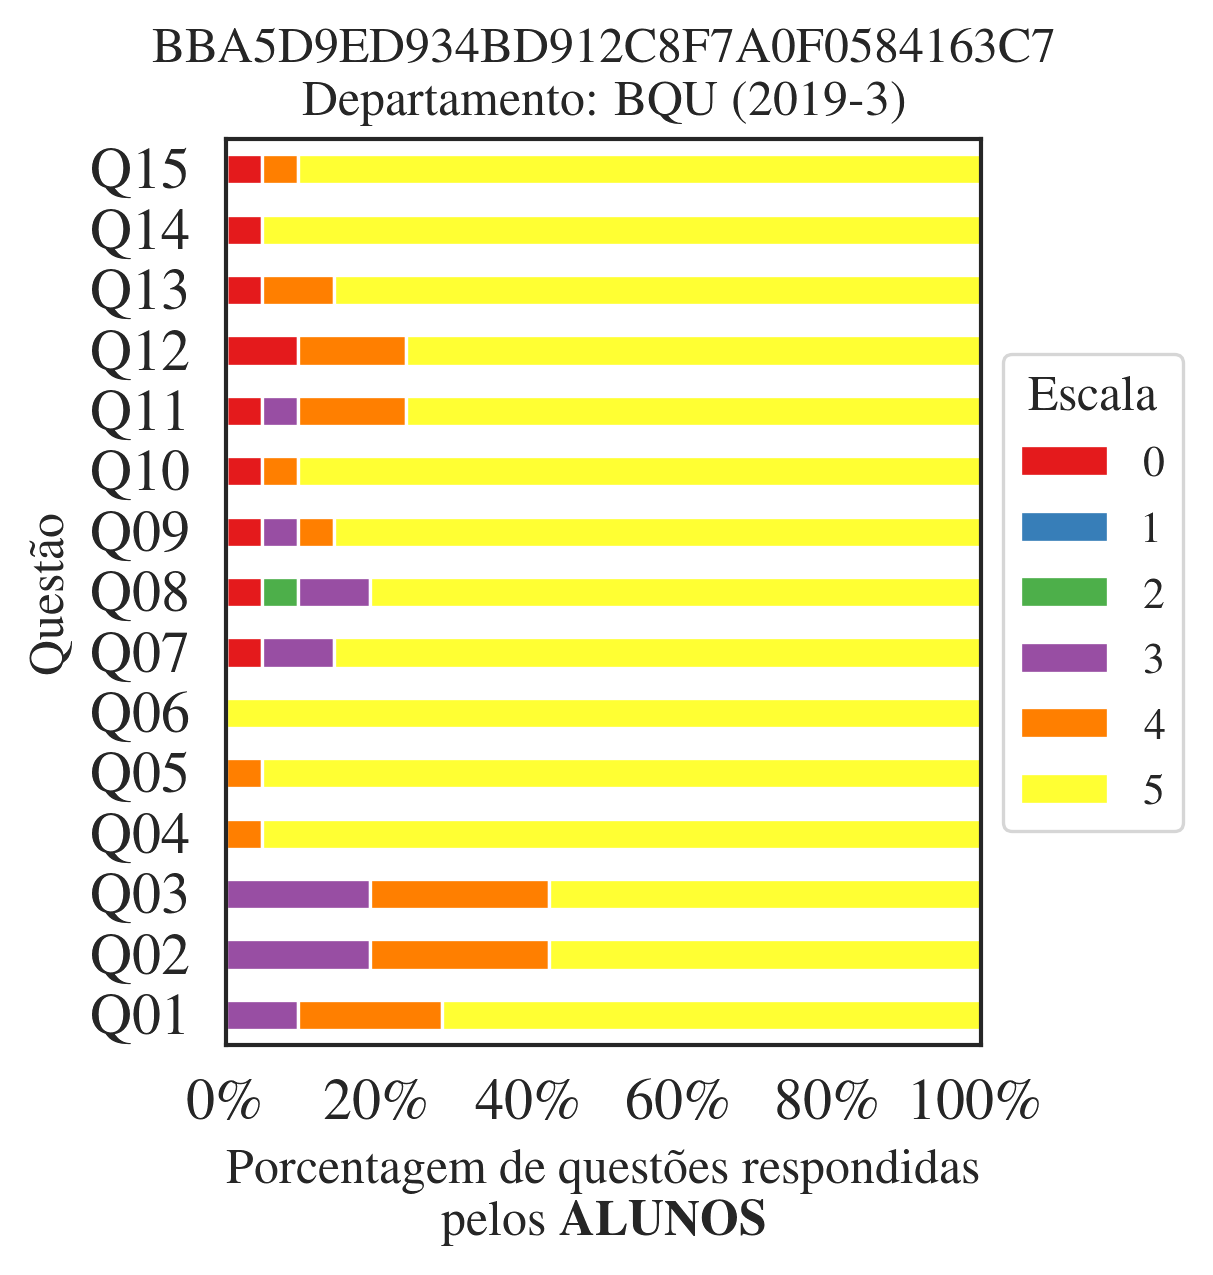 BBA5D9ED934BD912C8F7A0F0584163C7
Departamento: BQU (2019-3)
Q15
Q14
Q13
Q12
Q11
Q10
Q09
Q08
Q07
Q06
Q05
Q04
Q03
Q02
Q01
Questão
0% 20% 40% 60% 80% 100%
Porcentagem de questões respondidas
pelos ALUNOS
Escala
0
1
2
3
4
5